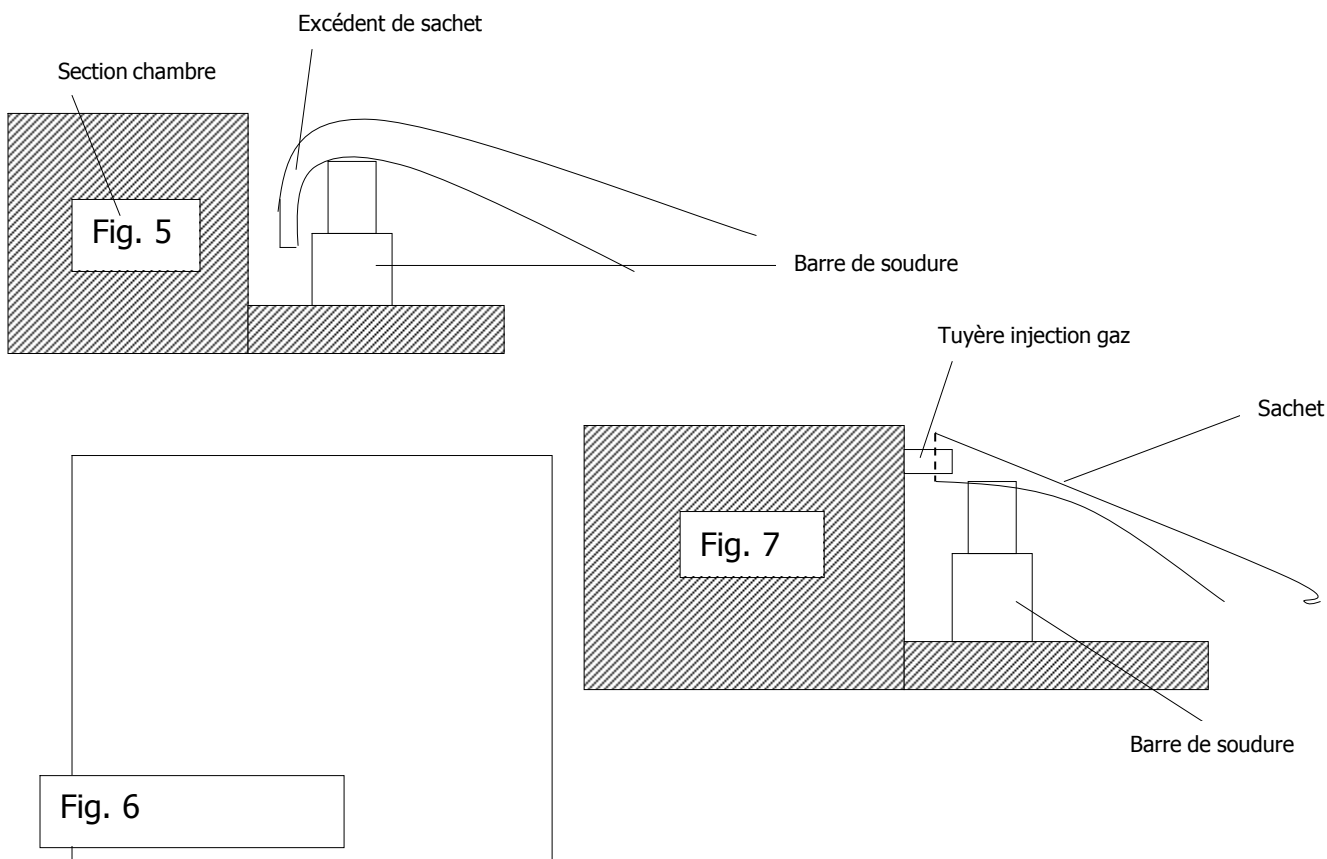 Excédent de sachet
Section chambre
Fig. 5
Barre de soudure
Tuyère injection gaz
Sachet
Fig. 7
Barre de soudure
Fig. 6